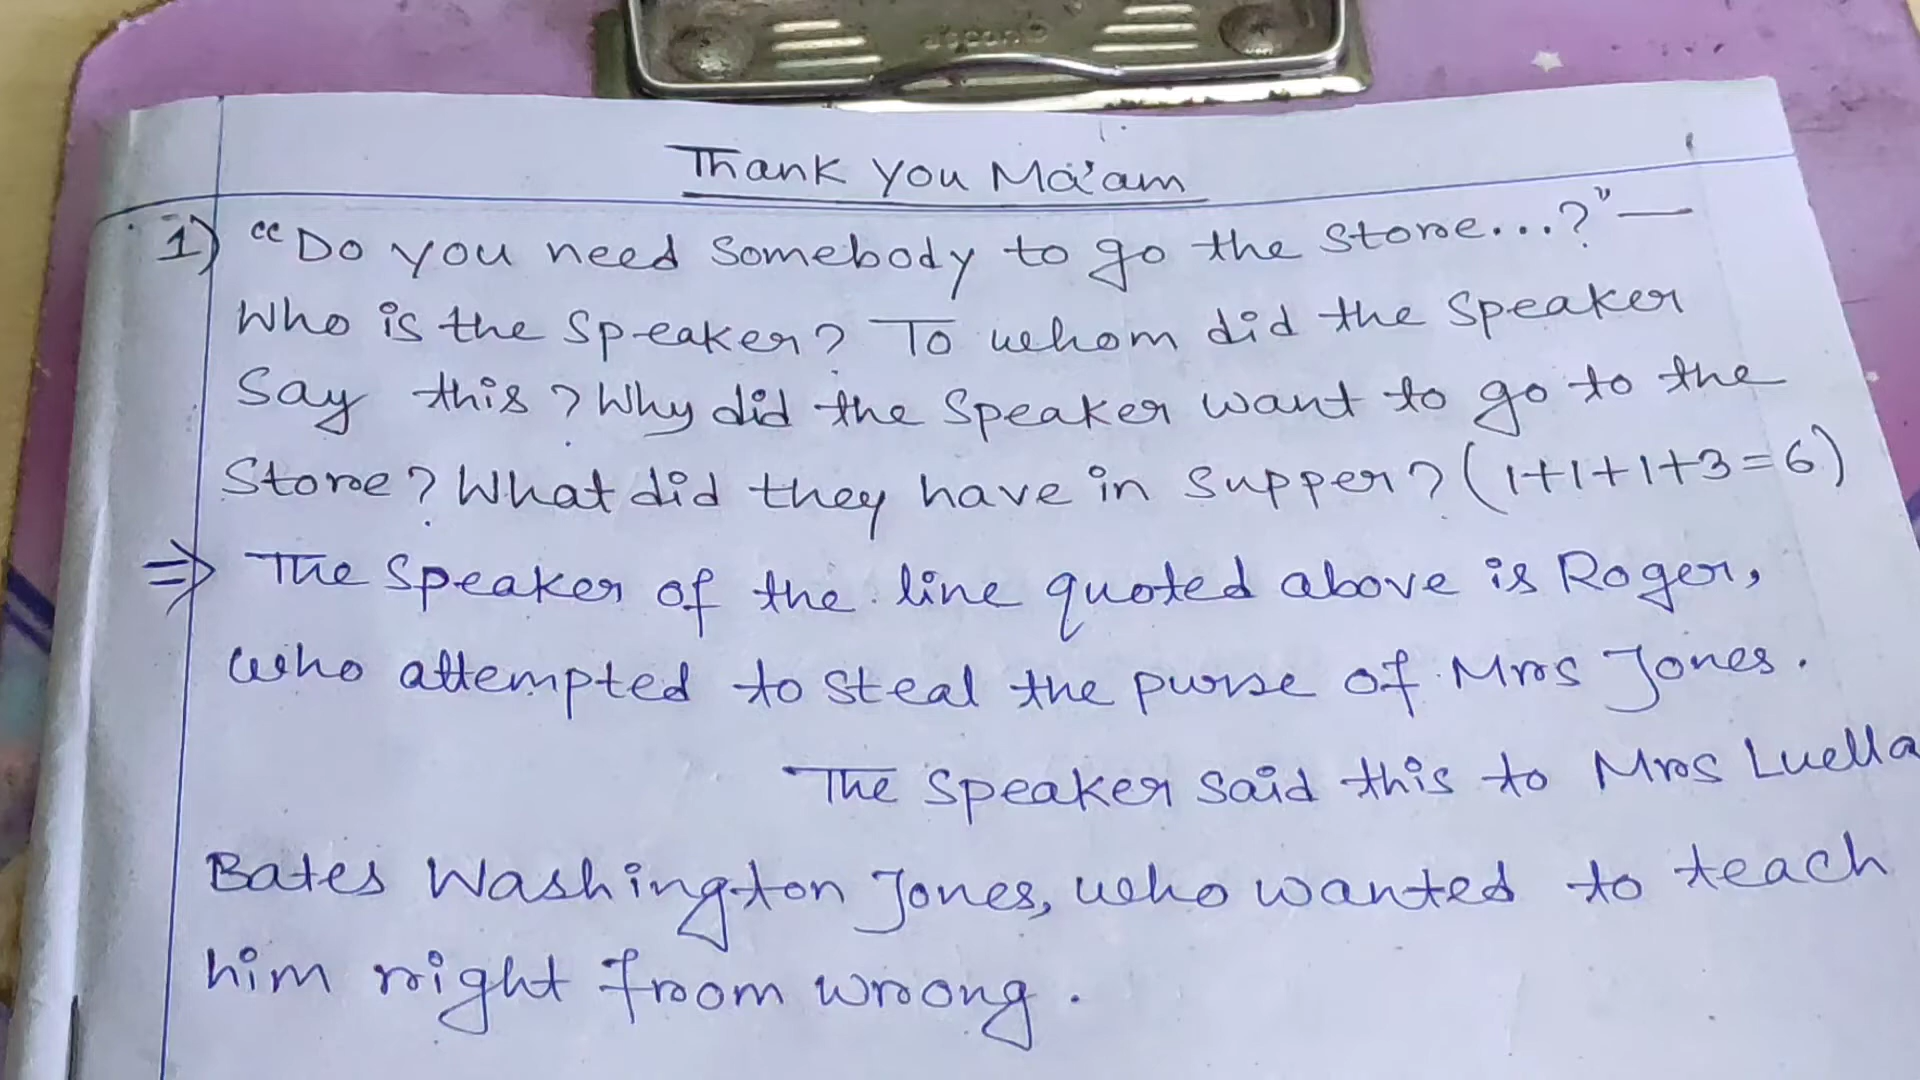 Thank You Ma'am
1) "Do you need somebody to go the store...?" —
Who is the speaker? To whom did the speaker
say this? Why did the speaker want to go to the
store? What did they have in supper? (1+1+1+3=6)
⇒ The speaker of the line quoted above is Roger,
who attempted to steal the purse of Mrs Jones.
The speaker said this to Mrs Luella
Bates Washington Jones, who wanted to teach
him right from wrong.